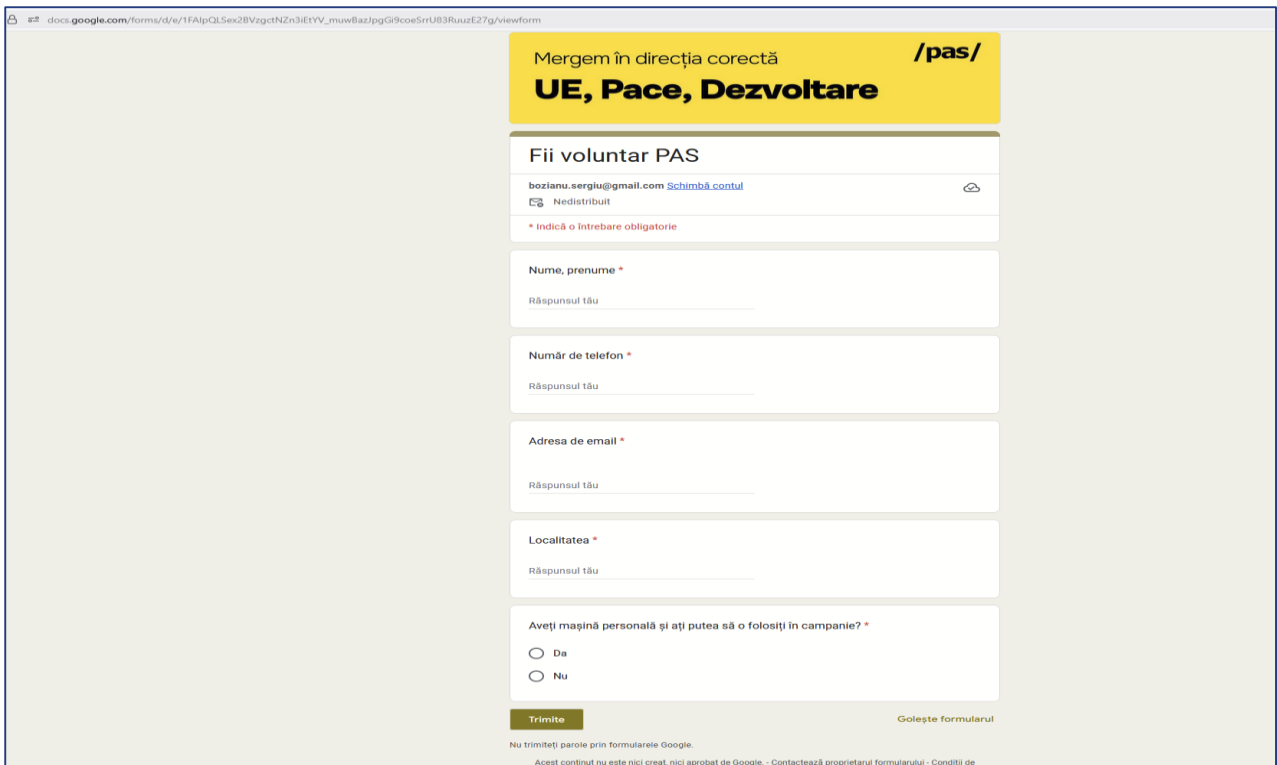 docs.google.com/forms/d/e/1FAIpQLSex2BVzgctNZn3iEtYV_muwBazJpgGi9coeSrrU83RuuzE27g/viewform
Mergem în direcția corectă
/pas/
UE, Pace, Dezvoltare
Fii voluntar PAS
bozianu.sergiu@gmail.com Schimbă contul
Nedistribuit
* Indică o întrebare obligatorie
Nume, prenume *
Răspunsul tău
Număr de telefon *
Răspunsul tău
Adresa de email *
Răspunsul tău
Localitatea *
Răspunsul tău
Aveți mașină personală și ați putea să o folosiți în campanie? *
Da
Nu
Trimite
Golește formularul
Nu trimiteți parole prin formularele Google.
Acest conținut nu este nici creat, nici aprobat de Google. - Contactează proprietarul formularului - Condiții de